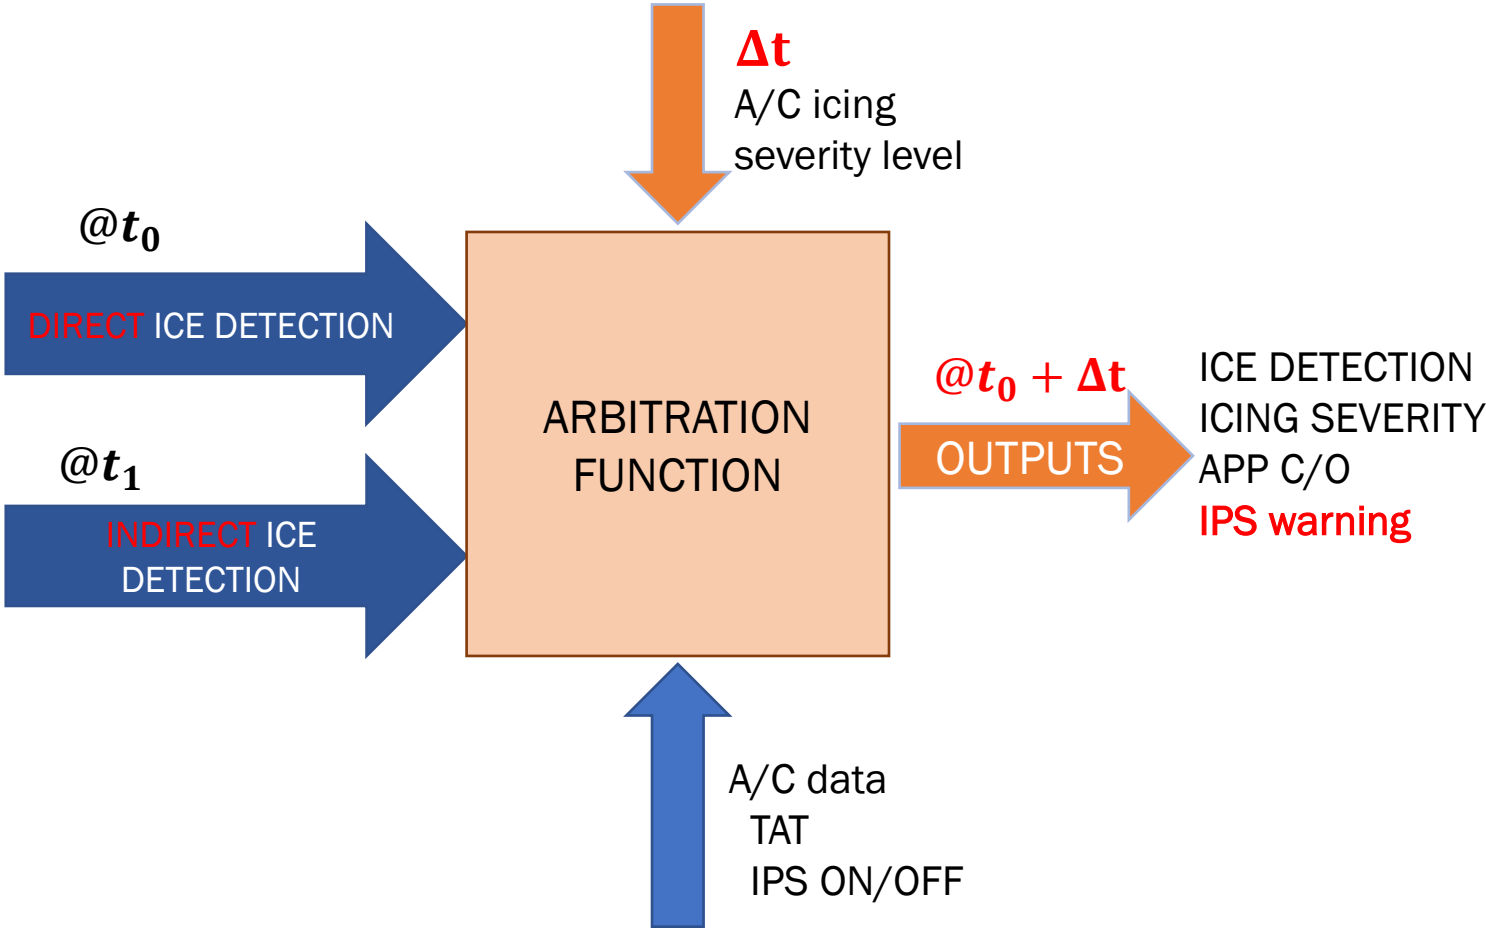 Δt
A/C icing
severity level
@t₀
DIRECT ICE DETECTION
@t₁
INDIRECT ICE
DETECTION
ARBITRATION
FUNCTION
@t₀ + Δt
OUTPUTS
ICE DETECTION
ICING SEVERITY
APP C/O
IPS warning
A/C data
TAT
IPS ON/OFF